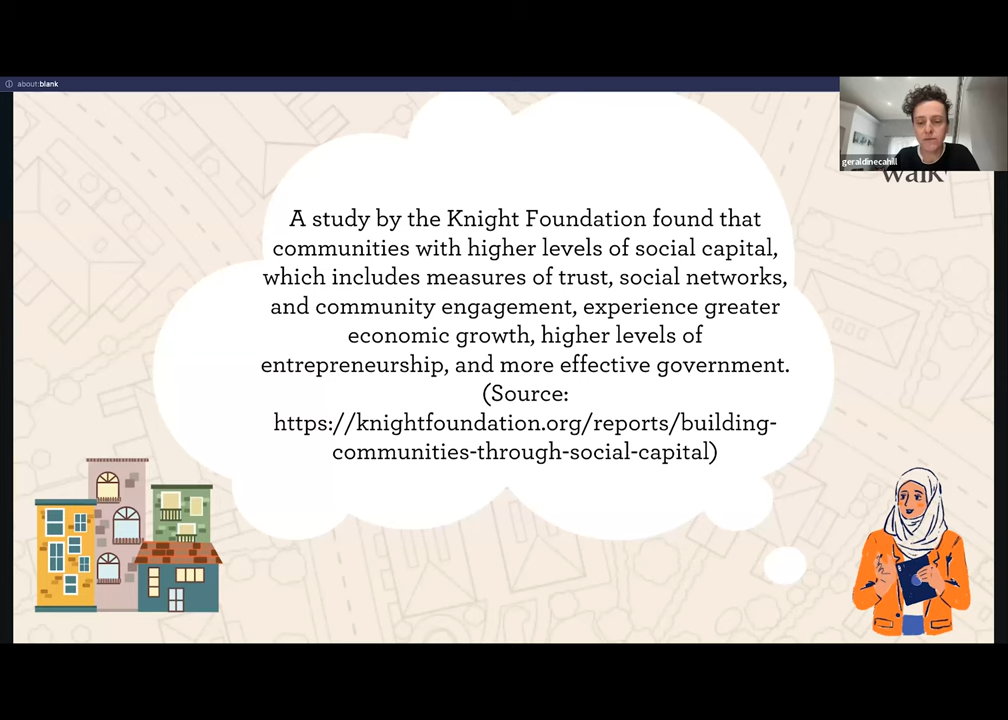 about:blank
geraldinecahill
walk
A study by the Knight Foundation found that
communities with higher levels of social capital,
which includes measures of trust, social networks,
and community engagement, experience greater
economic growth, higher levels of
entrepreneurship, and more effective government.
(Source:
https://knightfoundation.org/reports/building-
communities-through-social-capital)